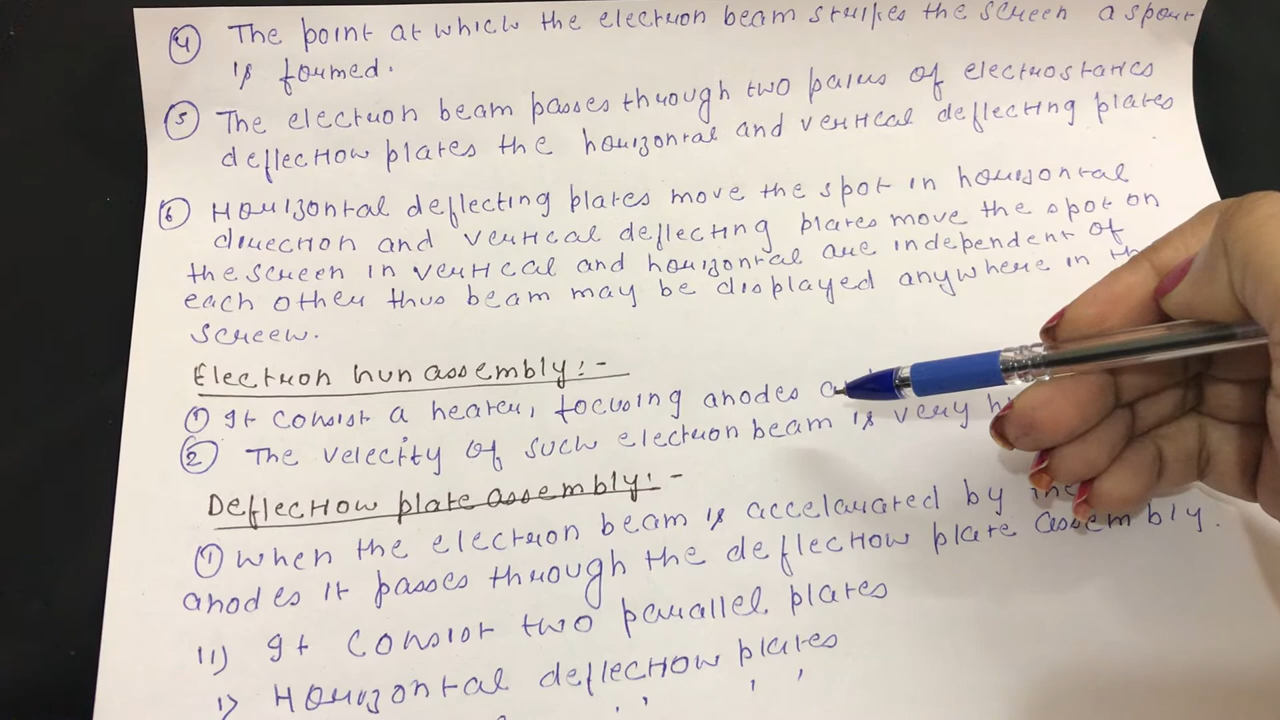 4) The point at which the electron beam strikes the screen a spot
is formed.
5) The electron beam passes through two pairs of electrostatics
deflection plates the horizontal and vertical deflecting plates
6) Horizontal deflecting plates move the spot in horizontal
direction and vertical deflecting plates move the spot on
the screen in vertical and horizontal are independent of
each other thus beam may be displayed anywhere in
screen.
Electron hun assembly:-
1) It consist a heater, focusing anodes
2) The velecity of such electron beam is very
Deflection plate assembly:-
1) when the electron beam is accelarated by the
anodes it passes through the deflection plate assembly.
11) It consist two parallel plates
1) Horizontal deflection plates